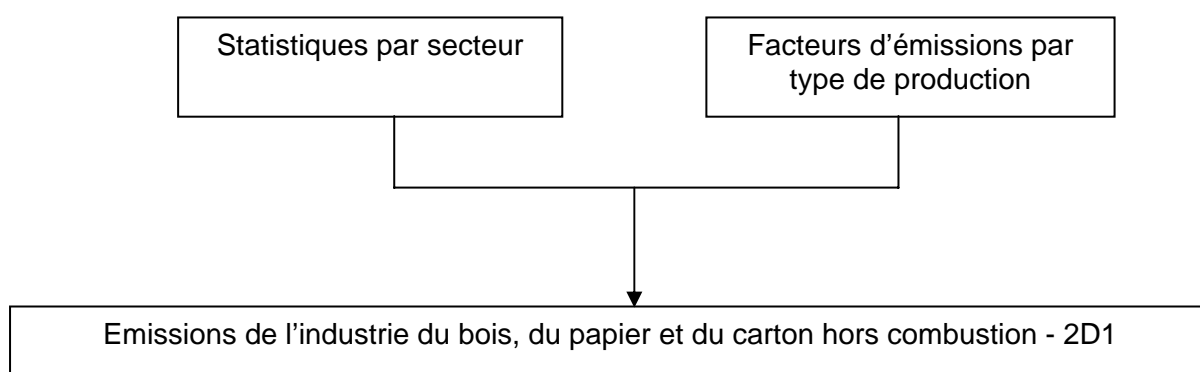 Statistiques par secteur
Facteurs d’émissions par
type de production
Emissions de l’industrie du bois, du papier et du carton hors combustion - 2D1